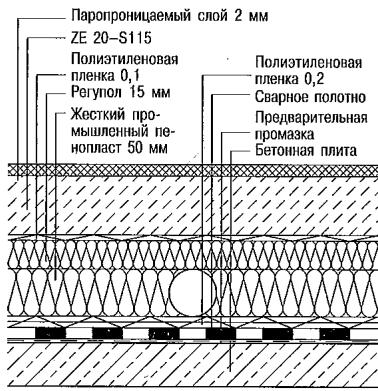 Паропроницаемый слой 2 мм
ZE 20–S115
Полиэтиленовая
пленка 0,1
Регупол 15 мм
Жесткий про-
мышленный пе-
нопласт 50 мм
Полиэтиленовая
пленка 0,2
Сварное полотно
Предварительная
промазка
Бетонная плита